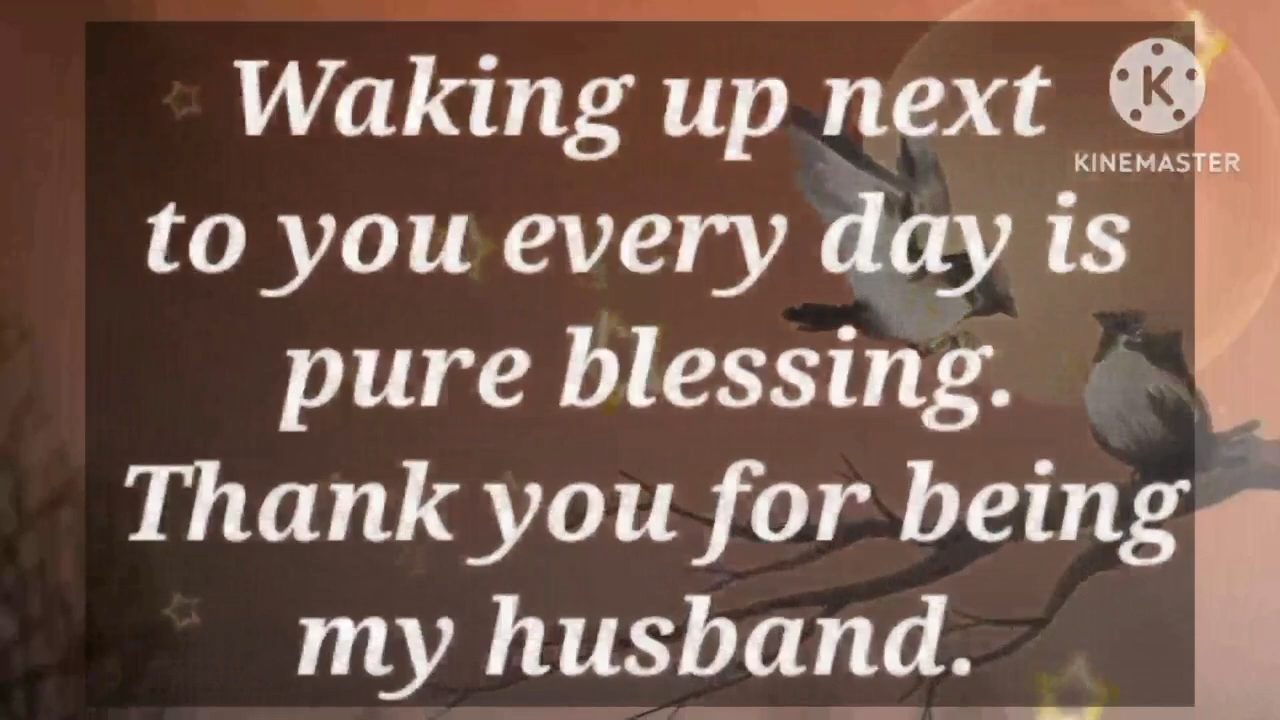 Waking up next
to you every day is
pure blessing.
Thank you for being
my husband.
K
KINEMASTER